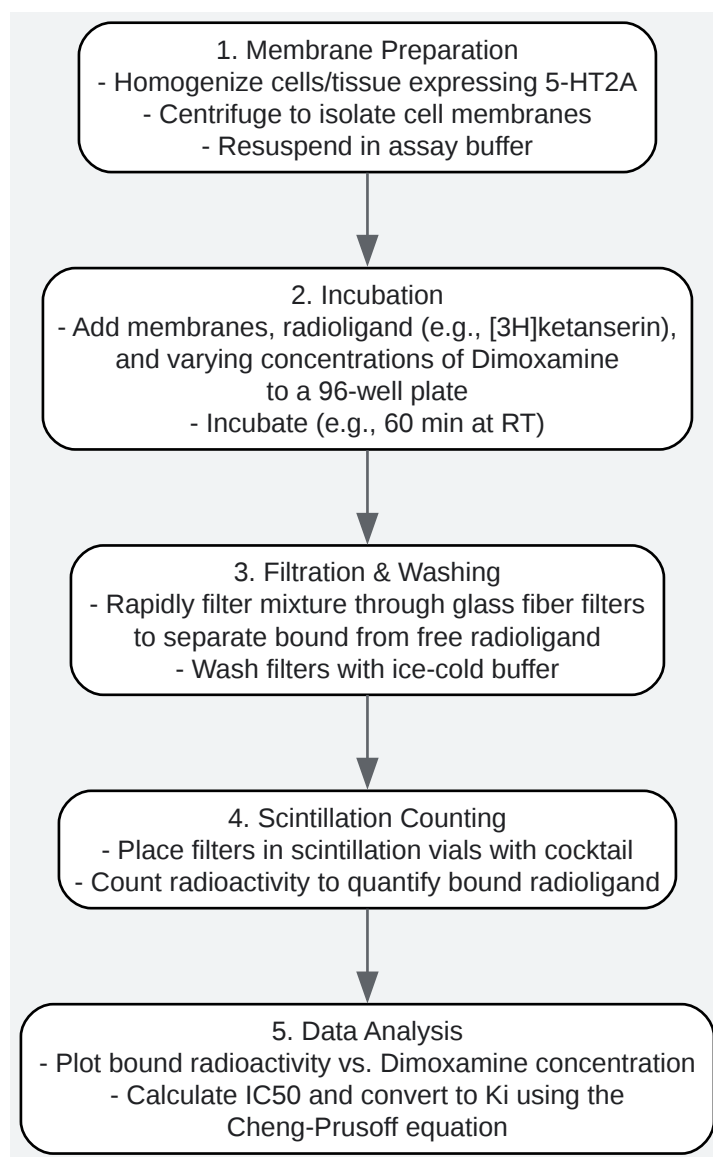 1. Membrane Preparation
- Homogenize cells/tissue expressing 5-HT2A
- Centrifuge to isolate cell membranes
- Resuspend in assay buffer
2. Incubation
- Add membranes, radioligand (e.g., [3H]ketanserin),
and varying concentrations of Dimoxamine
to a 96-well plate
- Incubate (e.g., 60 min at RT)
3. Filtration & Washing
- Rapidly filter mixture through glass fiber filters
to separate bound from free radioligand
- Wash filters with ice-cold buffer
4. Scintillation Counting
- Place filters in scintillation vials with cocktail
- Count radioactivity to quantify bound radioligand
5. Data Analysis
- Plot bound radioactivity vs. Dimoxamine concentration
- Calculate IC50 and convert to Ki using the
Cheng-Prusoff equation